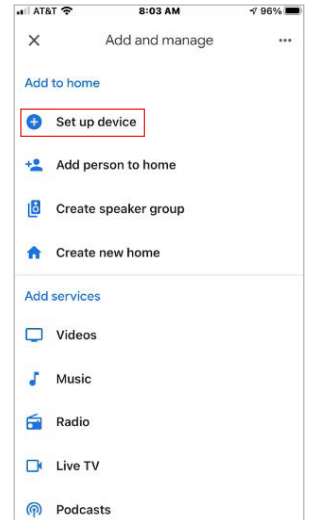 AT&T 8:03 AM 96%
Add and manage
Add to home
Set up device
Add person to home
Create speaker group
Create new home
Add services
Videos
Music
Radio
Live TV
Podcasts